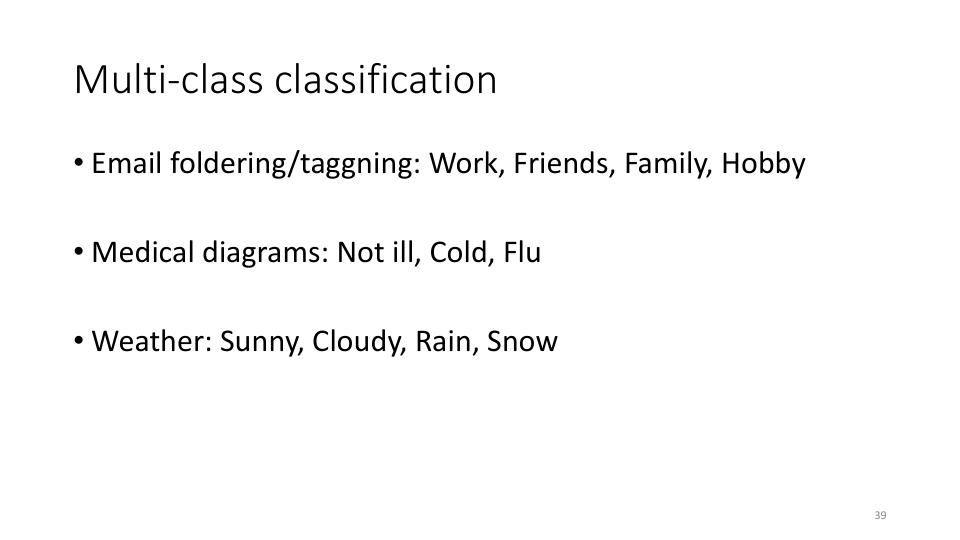 Multi-class classification
• Email foldering/taggning: Work, Friends, Family, Hobby
• Medical diagrams: Not ill, Cold, Flu
• Weather: Sunny, Cloudy, Rain, Snow
39